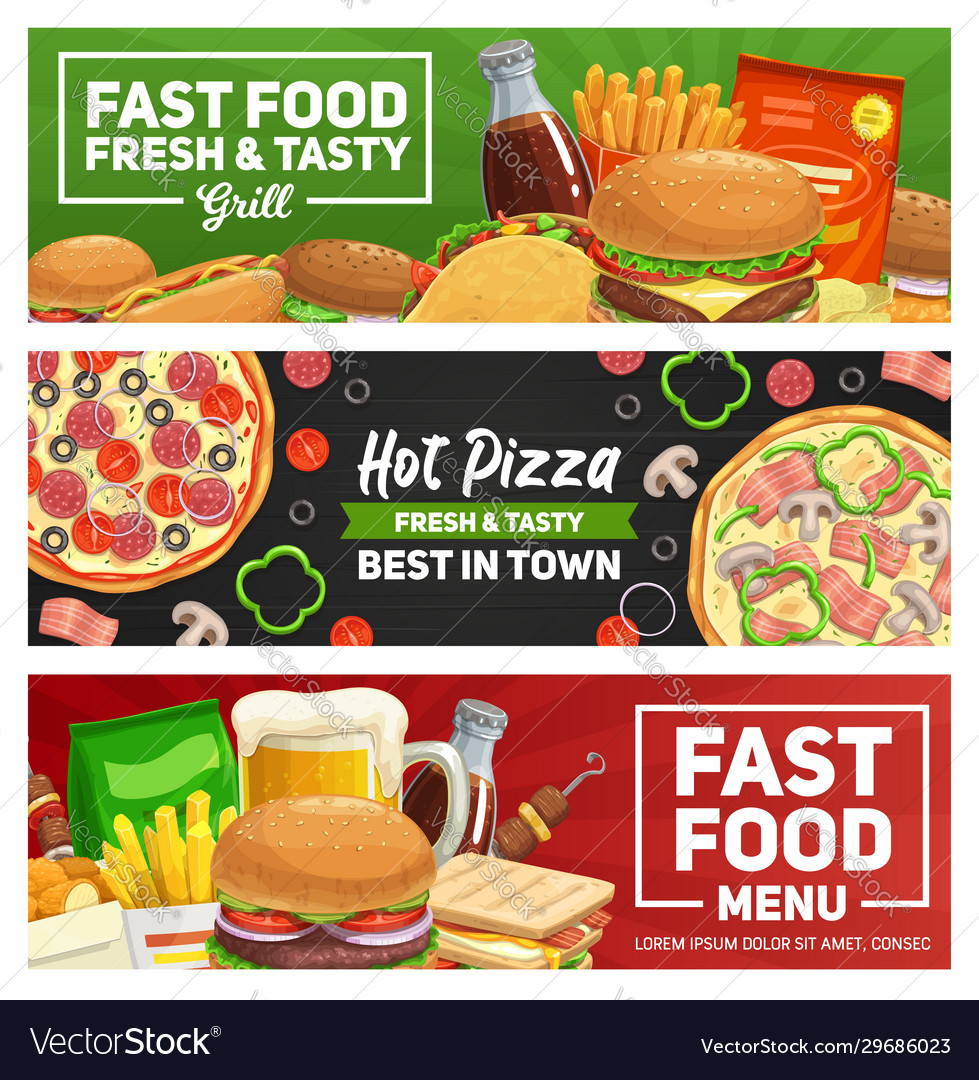 FAST FOOD
FRESH & TASTY
Grill
Hot Pizza
FRESH & TASTY
BEST IN TOWN
FAST
FOOD
MENU
LOREM IPSUM DOLOR SIT AMET, CONSEC
VectorStock®
VectorStock.com/29686023